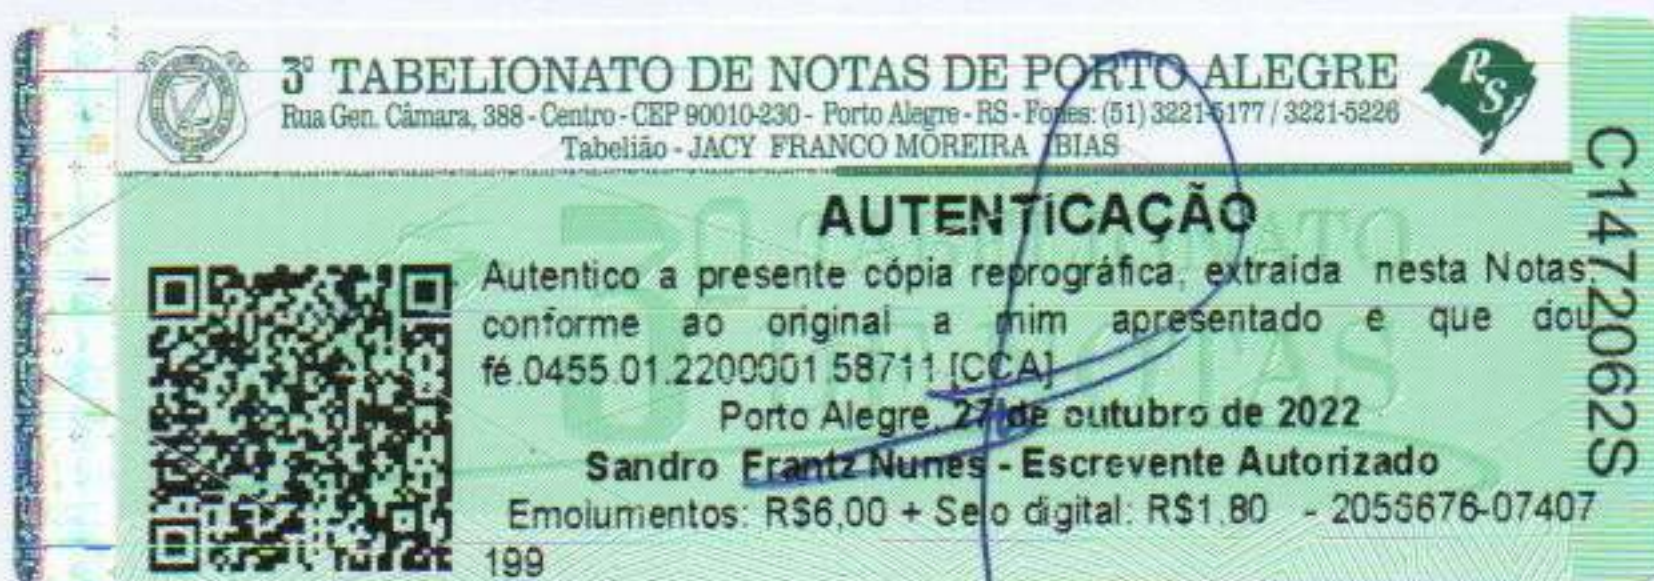 3º TABELIONATO DE NOTAS DE PORTO ALEGRE
Rua Gen. Câmara, 388 - Centro - CEP 90010-230 - Porto Alegre - RS - Fones: (51) 3221-5177 / 3221-5226
Tabelião - JACY FRANCO MOREIRA IBIAS
RS
AUTENTICAÇÃO
Autentico a presente cópia reprográfica, extraída nesta Notas,
conforme ao original a mim apresentado e que dou
fé.0455.01.2200001.58711 [CCA]
Porto Alegre, 27 de outubro de 2022
Sandro Frantz Nunes - Escrevente Autorizado
Emolumentos: R$6,00 + Selo digital: R$1,80 - 2056676-07407
199
C1472062S